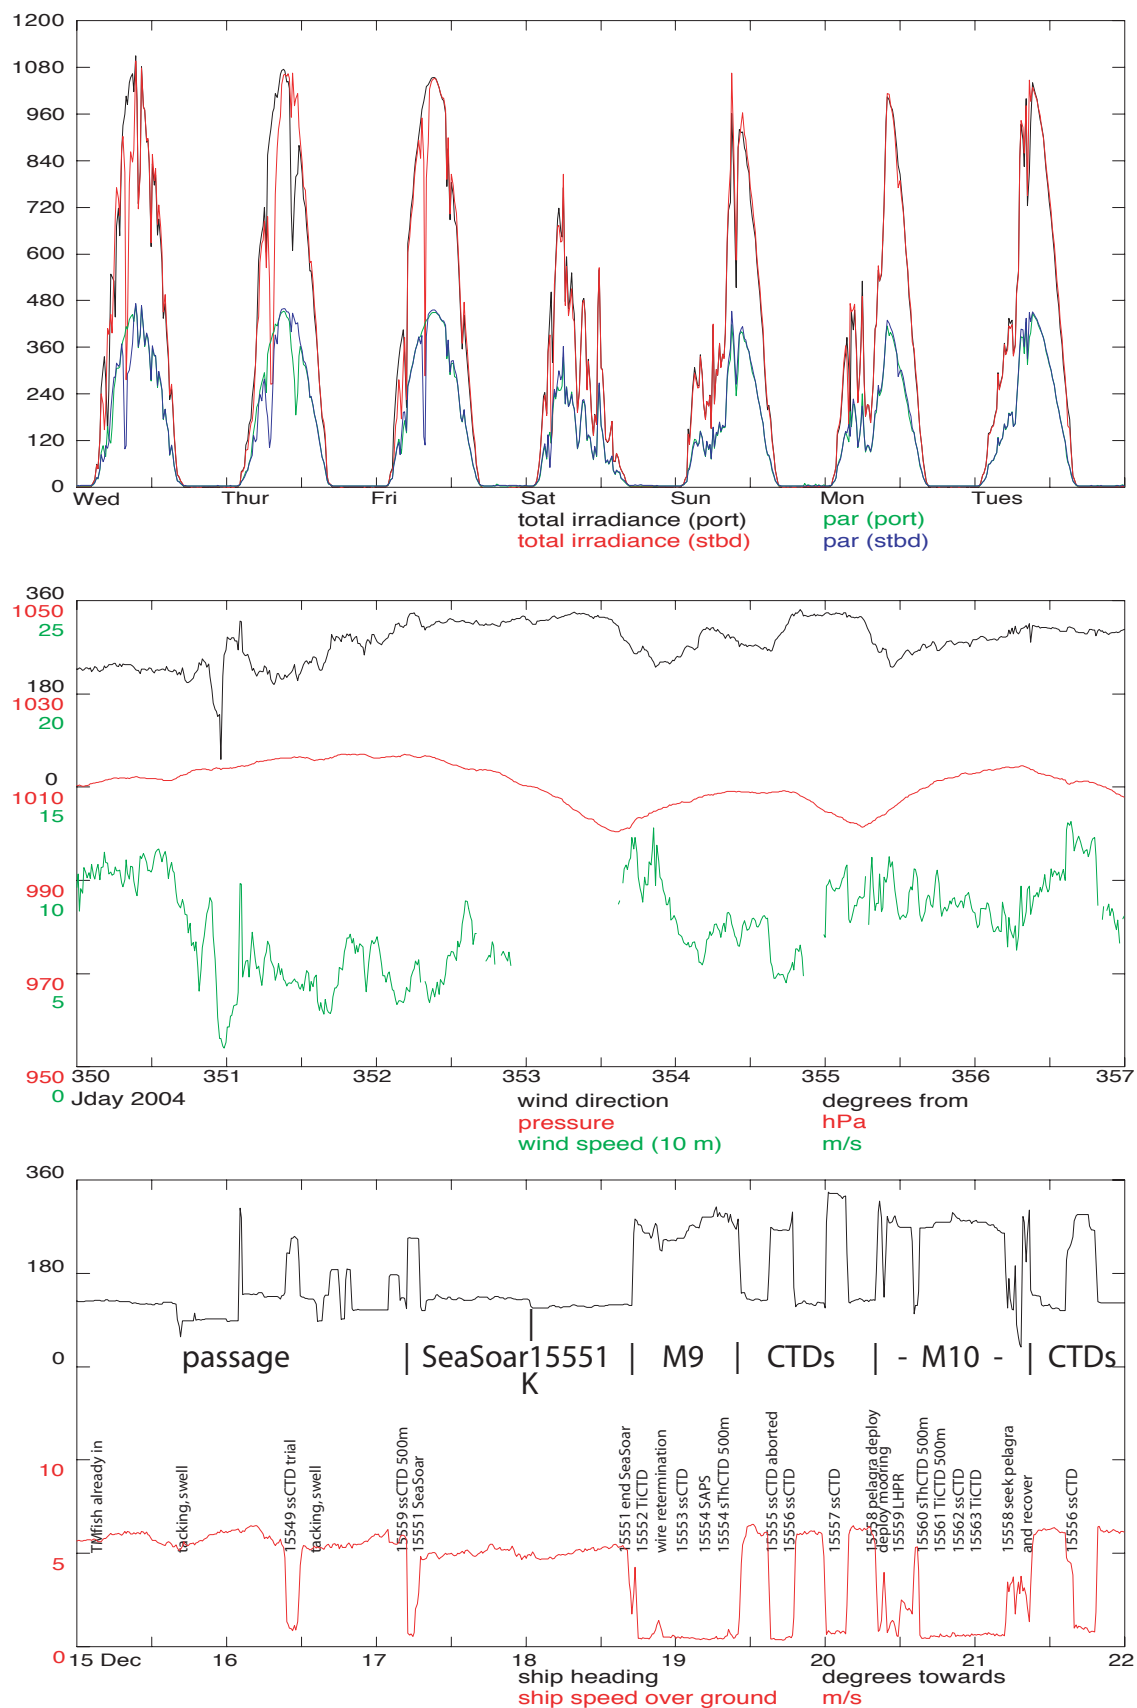 1200
1080
960
840
720
600
480
360
240
120
0
Wed Thur Fri Sat Sun Mon Tues
total irradiance (port) par (port)
total irradiance (stbd) par (stbd)
360
1050
25
180
1030
20
0
1010
15
990
10
970
5
950
0
350 351 352 353 354 355 356 357
Jday 2004 wind direction degrees from
pressure hPa
wind speed (10 m) m/s
360
180
0
passage | SeaSoar15551 | M9 | CTDs | - M10 - | CTDs
K
10
5
0
TMfish already in
tacking, swell
15549 ssCTD trial
tacking, swell
15559 ssCTD 500m
15551 SeaSoar
15551 end SeaSoar
15552 TiCTD
wire retermination
15553 ssCTD
15554 SAPS
15554 sThCTD 500m
15555 ssCTD aborted
15556 ssCTD
15557 ssCTD
15558 pelagra deploy
deploy mooring
15559 LHPR
15560 sThCTD 500m
15561 TiCTD 500m
15562 ssCTD
15563 TiCTD
15558 seek pelagra
and recover
15556 ssCTD
15 Dec 16 17 18 19 20 21 22
ship heading degrees towards
ship speed over ground m/s